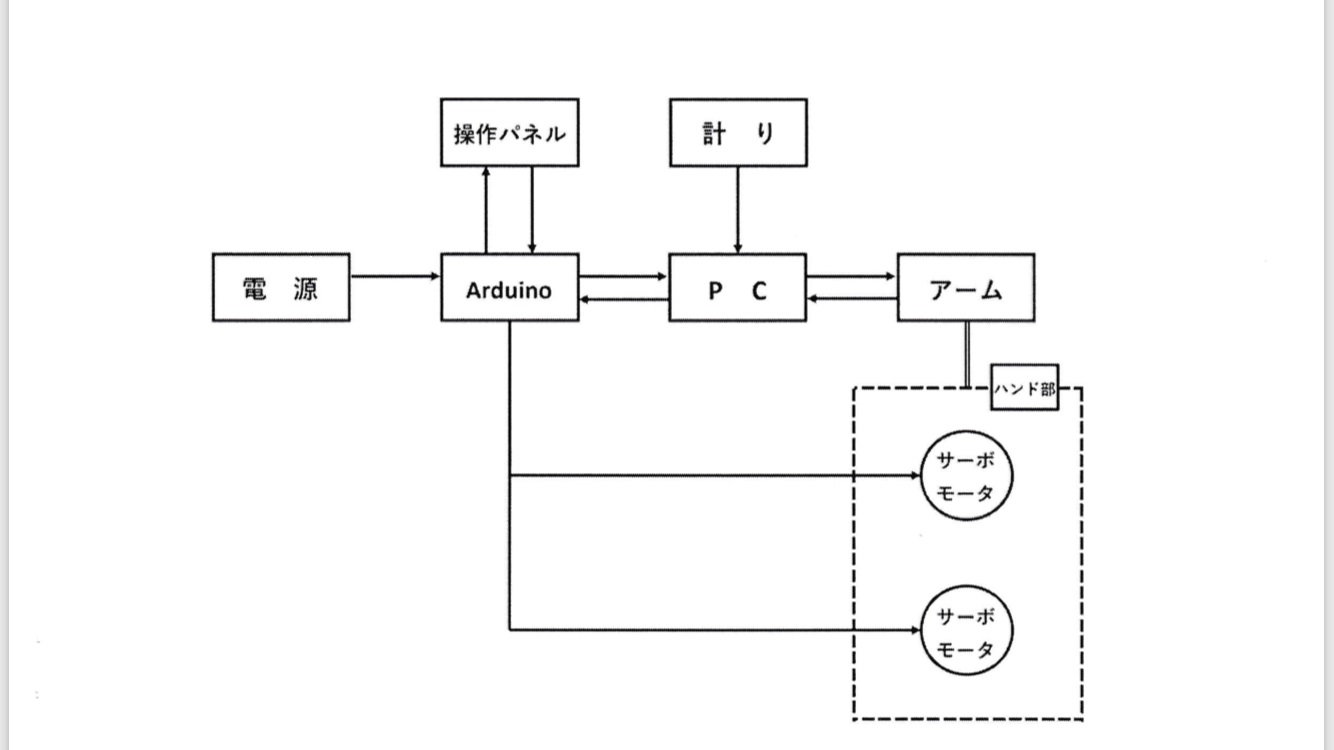 操作パネル
計 り
電 源
Arduino
P C
アーム
ハンド部
サーボ
モータ
サーボ
モータ